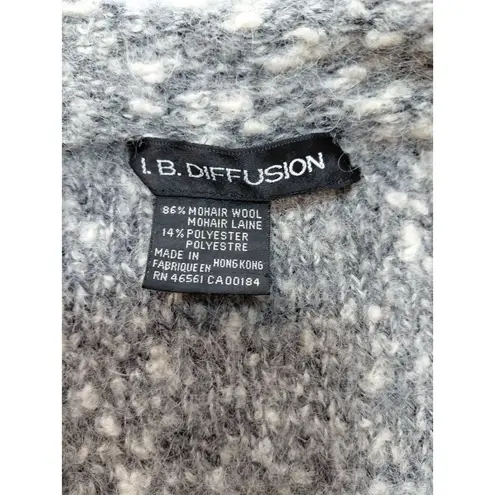 I. B. DIFFUSION
86% MOHAIR WOOL
MOHAIR LAINE
14% POLYESTER
POLYESTRE
MADE IN
FABRIQUE EN HONG KONG
RN 46561 CA00184